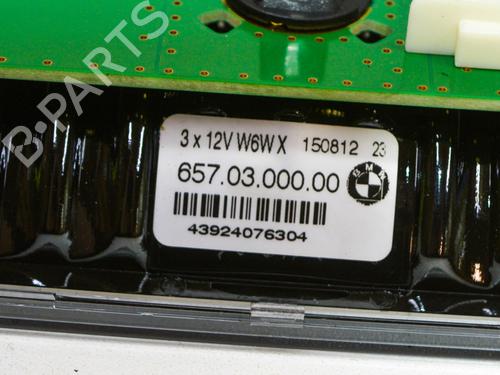 B-PARTS
3 x 12V W6W X 150812 23
657.03.000.00
BMW
43924076304